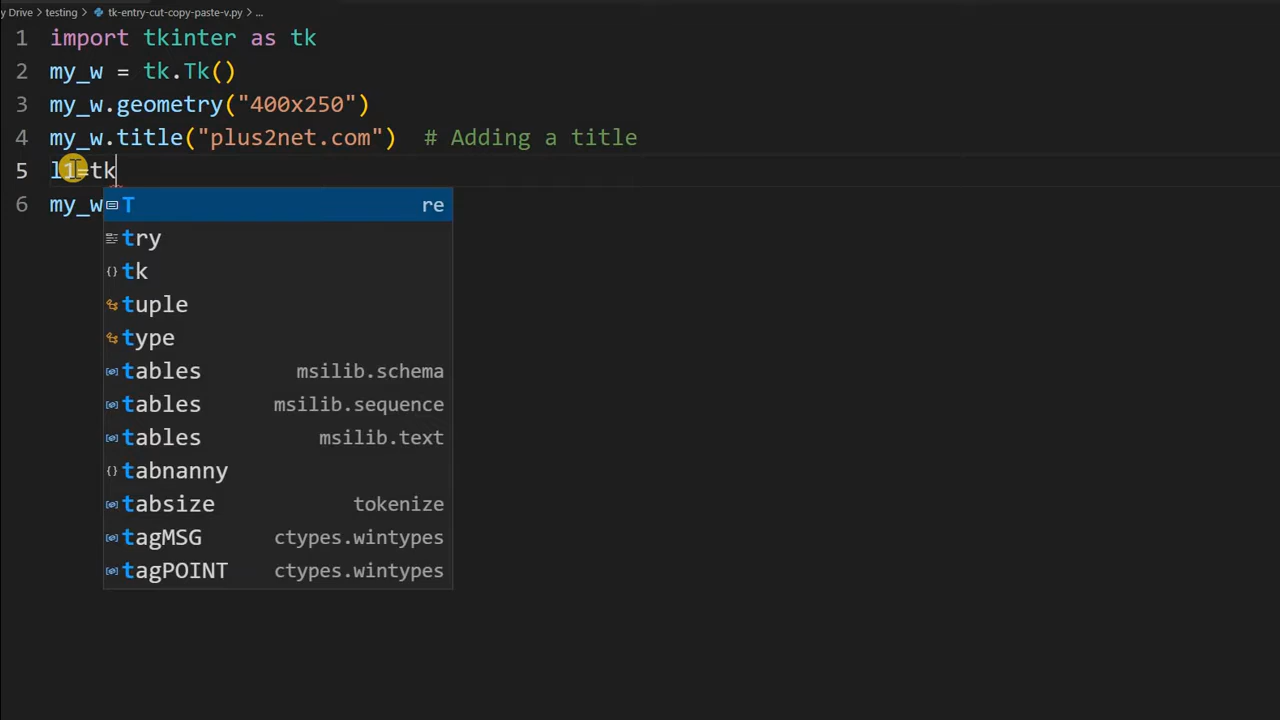 y Drive > testing > tk-entry-cut-copy-paste-v.py > ...
1 import tkinter as tk
2 my_w = tk.Tk()
3 my_w.geometry("400x250")
4 my_w.title("plus2net.com") # Adding a title
5 l1=tk
6 my_w
T re
try
tk
tuple
type
tables msilib.schema
tables msilib.sequence
tables msilib.text
tabnanny
tabsize tokenize
tagMSG ctypes.wintypes
tagPOINT ctypes.wintypes